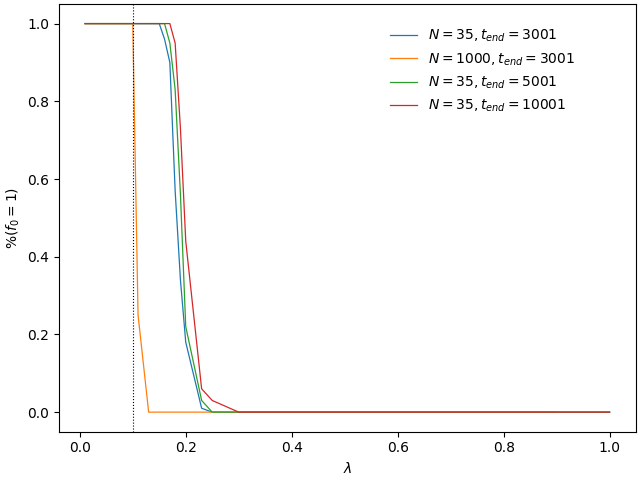 1.0
0.8
0.6
0.4
0.2
0.0
%(f₀ = 1)
N = 35, t_end = 3001
N = 1000, t_end = 3001
N = 35, t_end = 5001
N = 35, t_end = 10001
0.0 0.2 0.4 0.6 0.8 1.0
λ